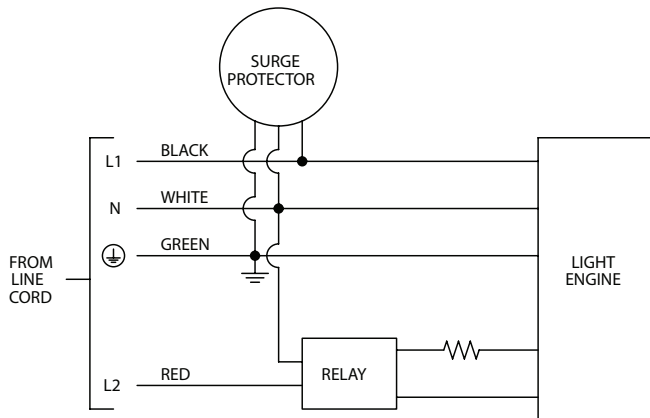 SURGE
PROTECTOR
L1 BLACK
N WHITE
GREEN
FROM
LINE
CORD
LIGHT
ENGINE
L2 RED
RELAY